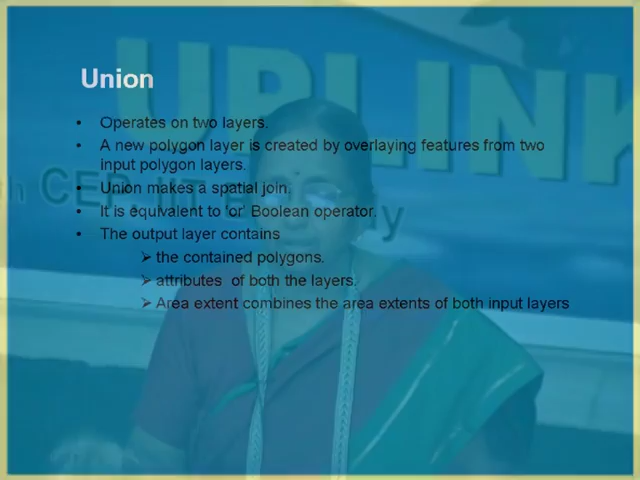 UPLINK
Union
• Operates on two layers.
• A new polygon layer is created by overlaying features from two
input polygon layers.
• Union makes a spatial join.
• It is equivalent to 'or' Boolean operator.
• The output layer contains
➢ the contained polygons.
➢ attributes of both the layers.
➢ Area extent combines the area extents of both input layers
CEP,